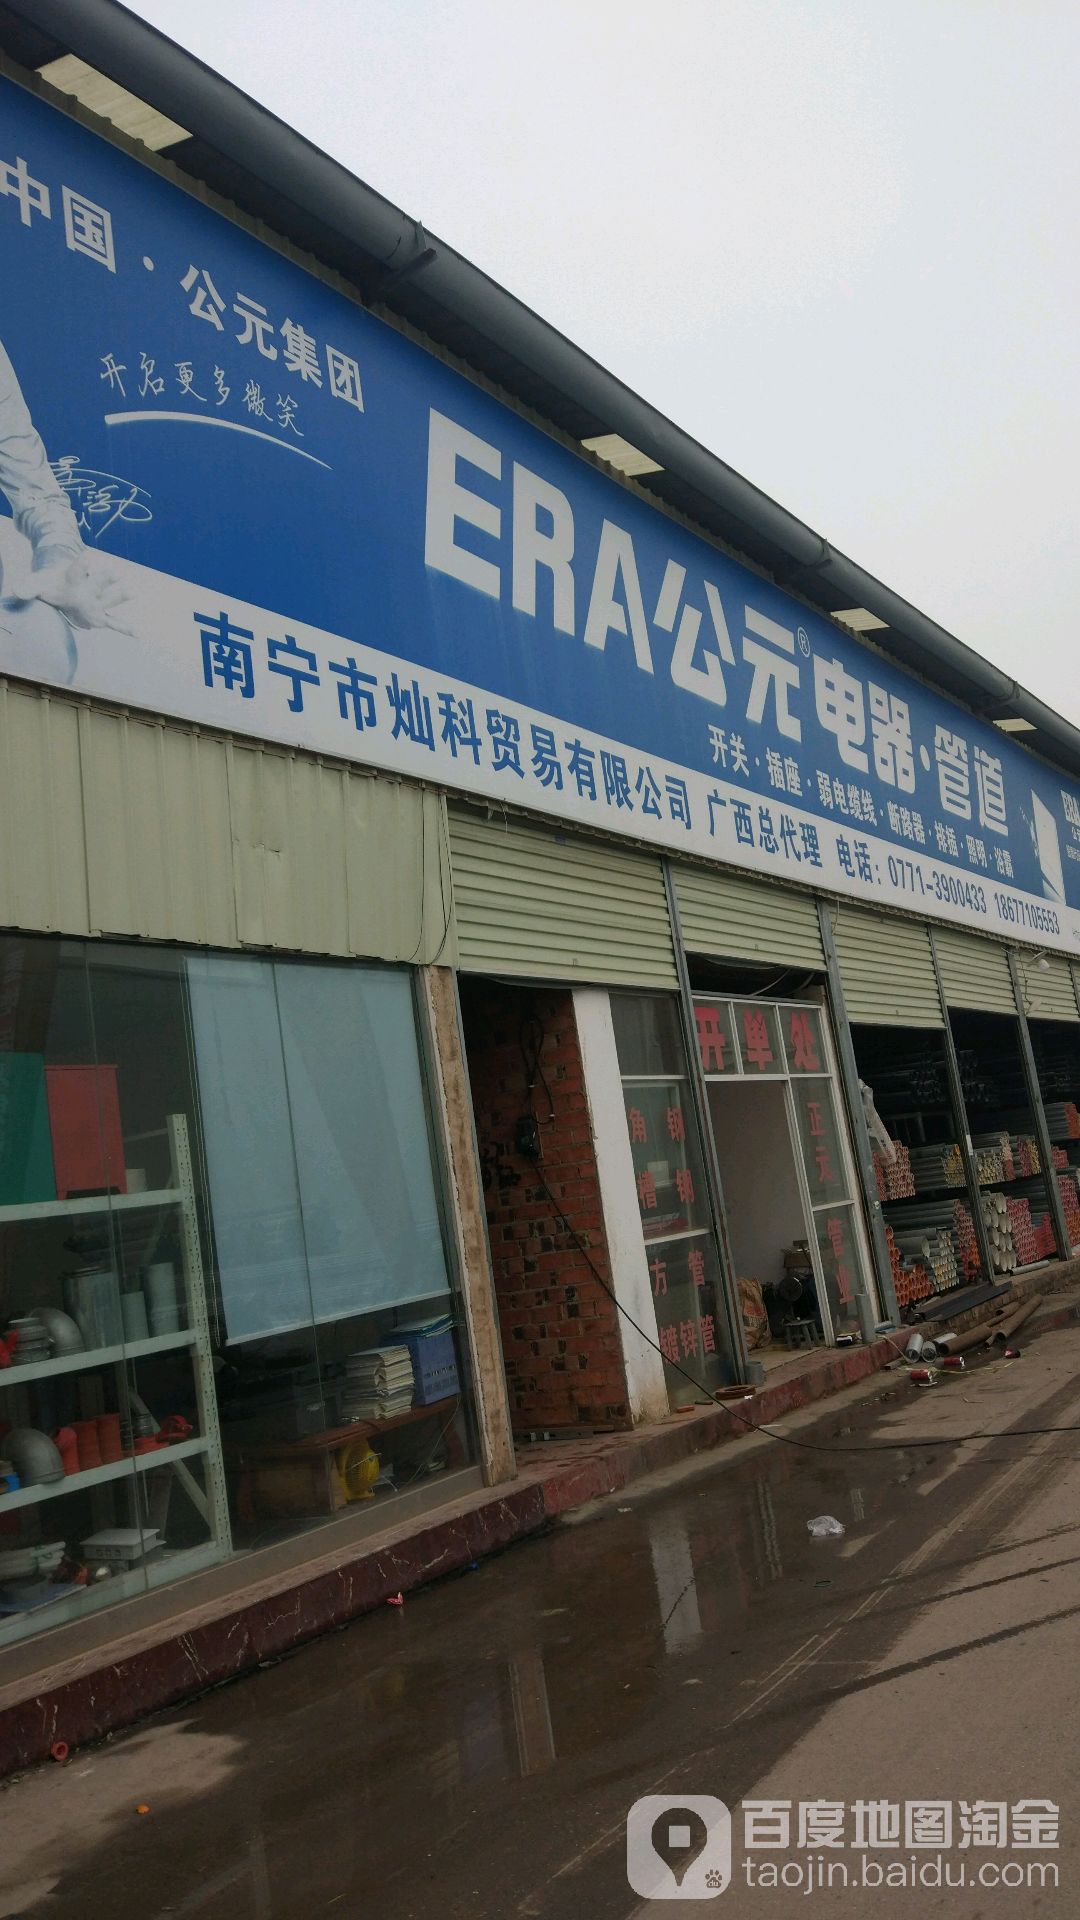 中国·公元集团
开启更多微笑
ERA公元® 电器·管道
开关·插座·弱电缆线·断路器·排插·照明·浴霸
南宁市灿科贸易有限公司 广西总代理 电话：0771-3900433 18677105553
ERA
开单处
角钢
槽钢
方管
镀锌管
正元管业
百度地图淘金
taojin.baidu.com